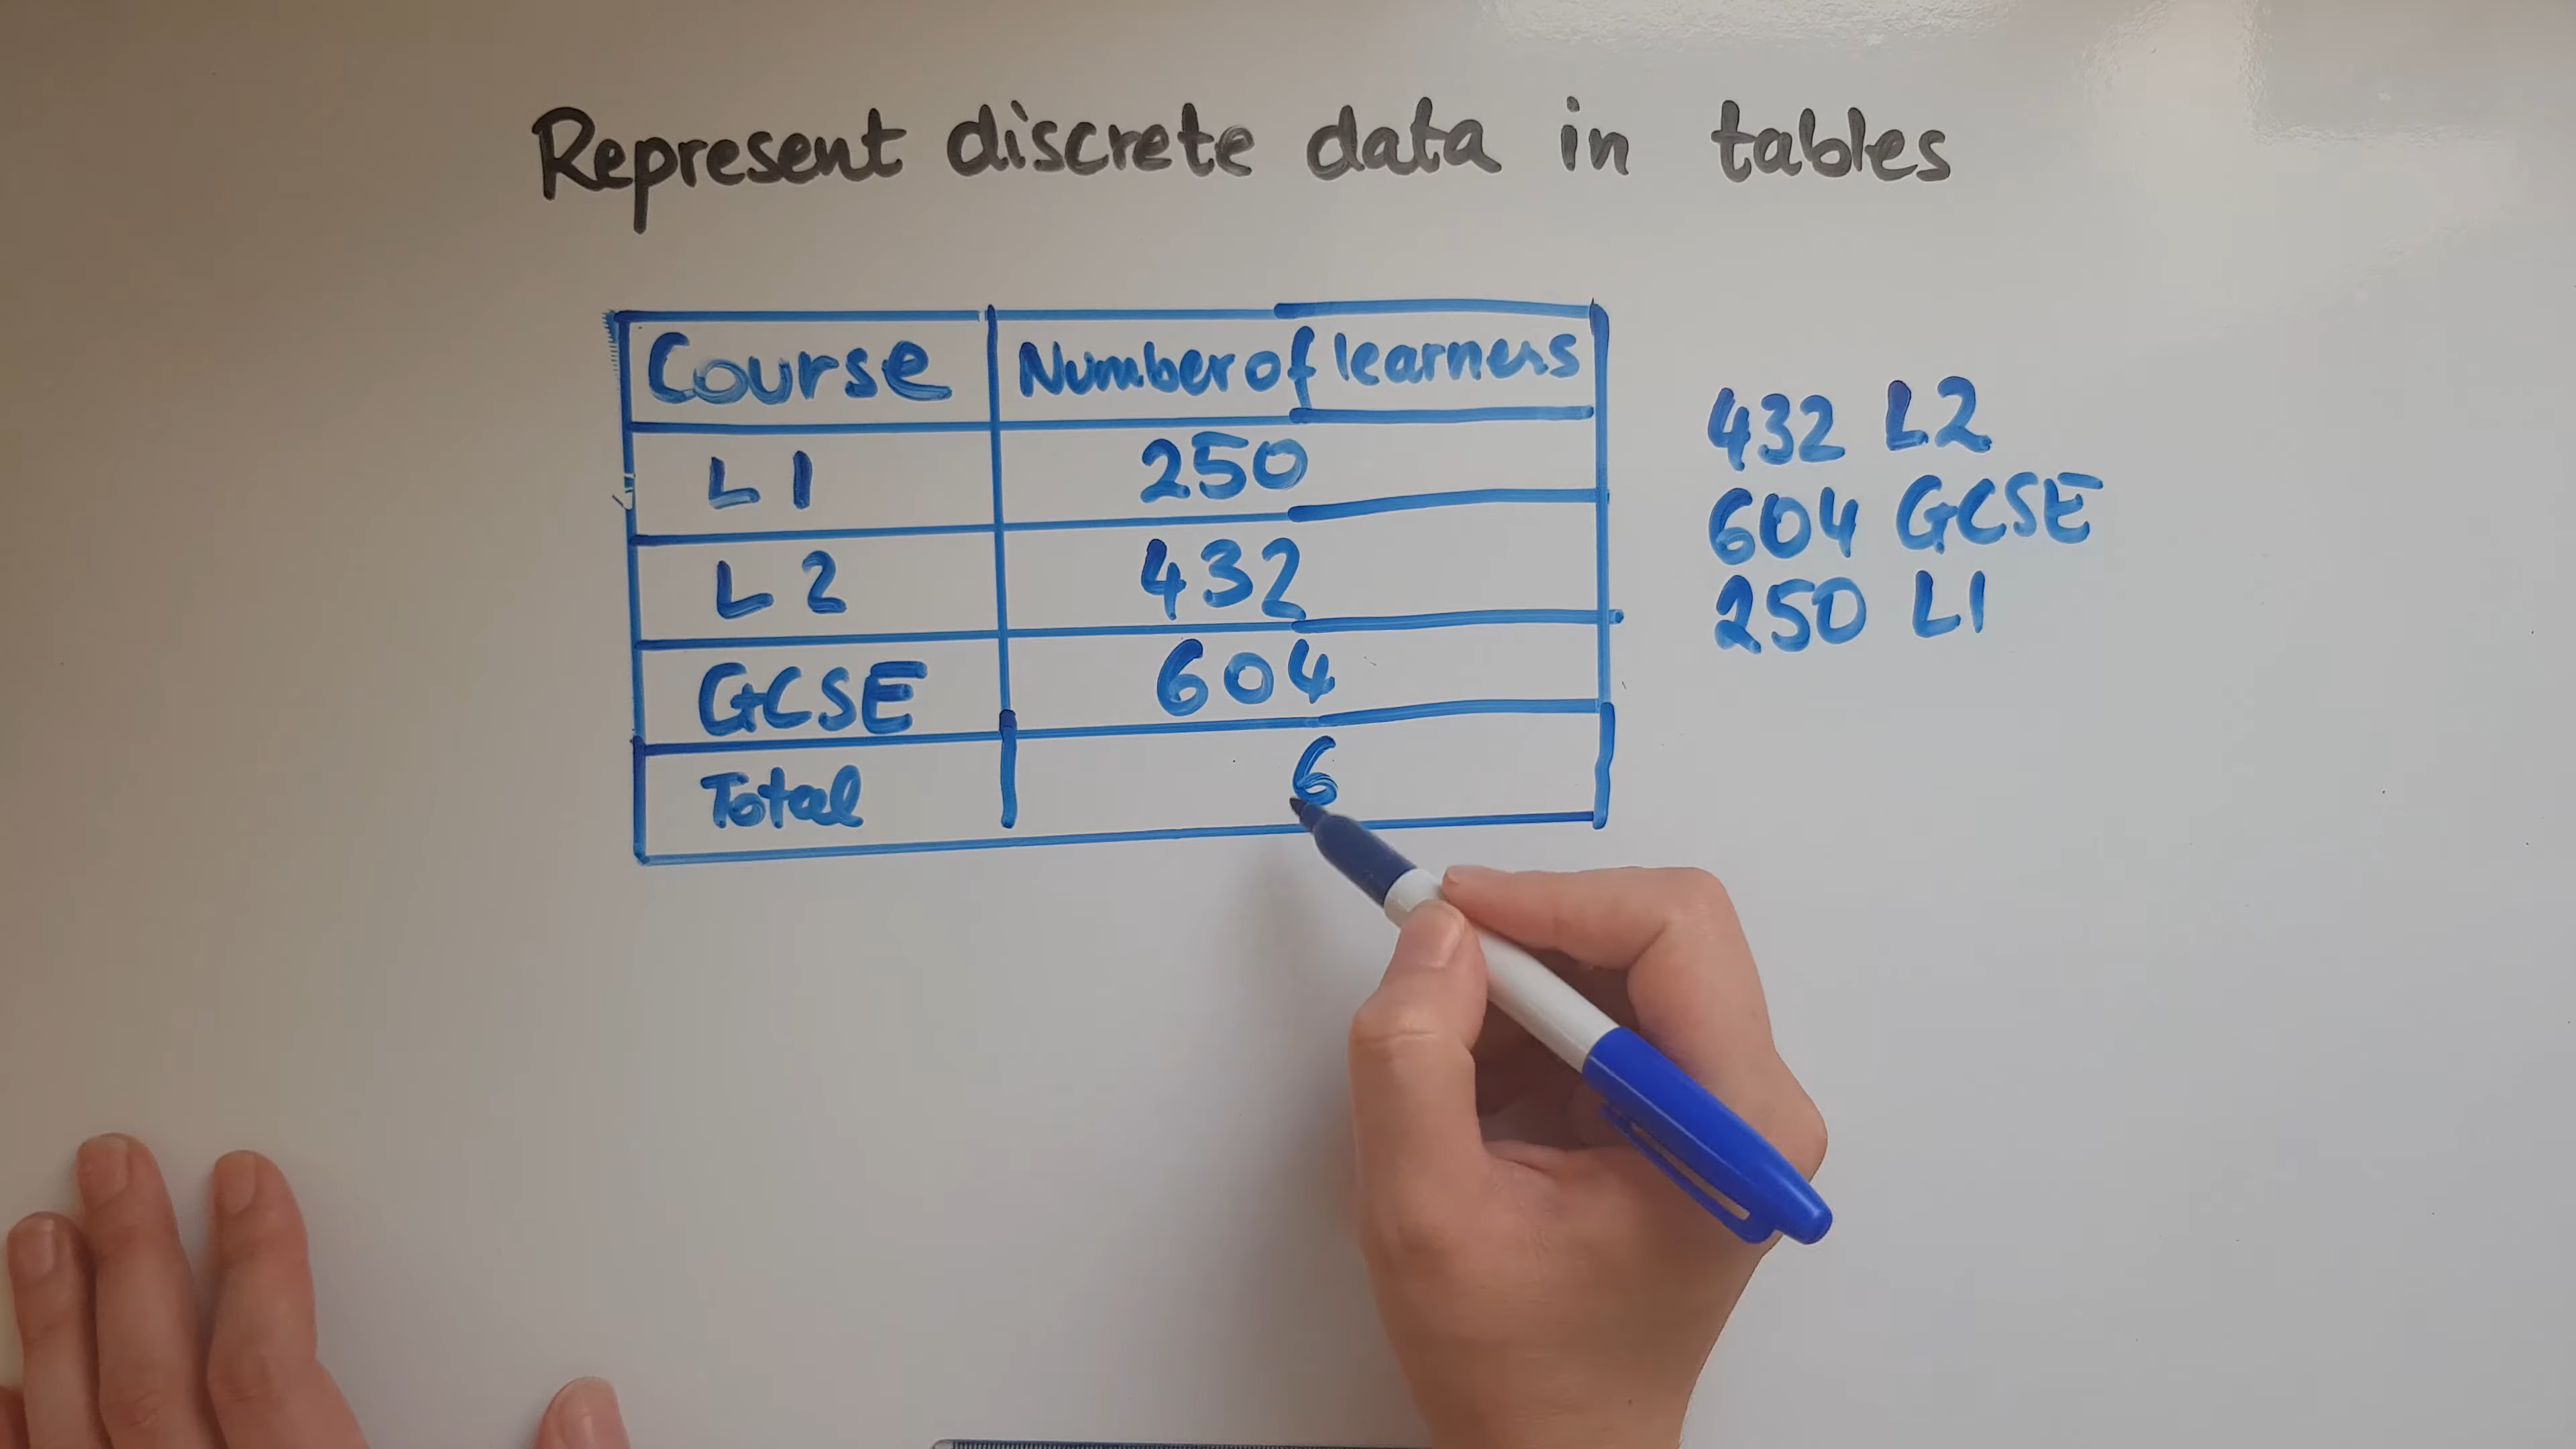 Represent discrete data in tables
Course Number of learners
L1 250
L2 432
GCSE 604
Total 6
432 L2
604 GCSE
250 L1